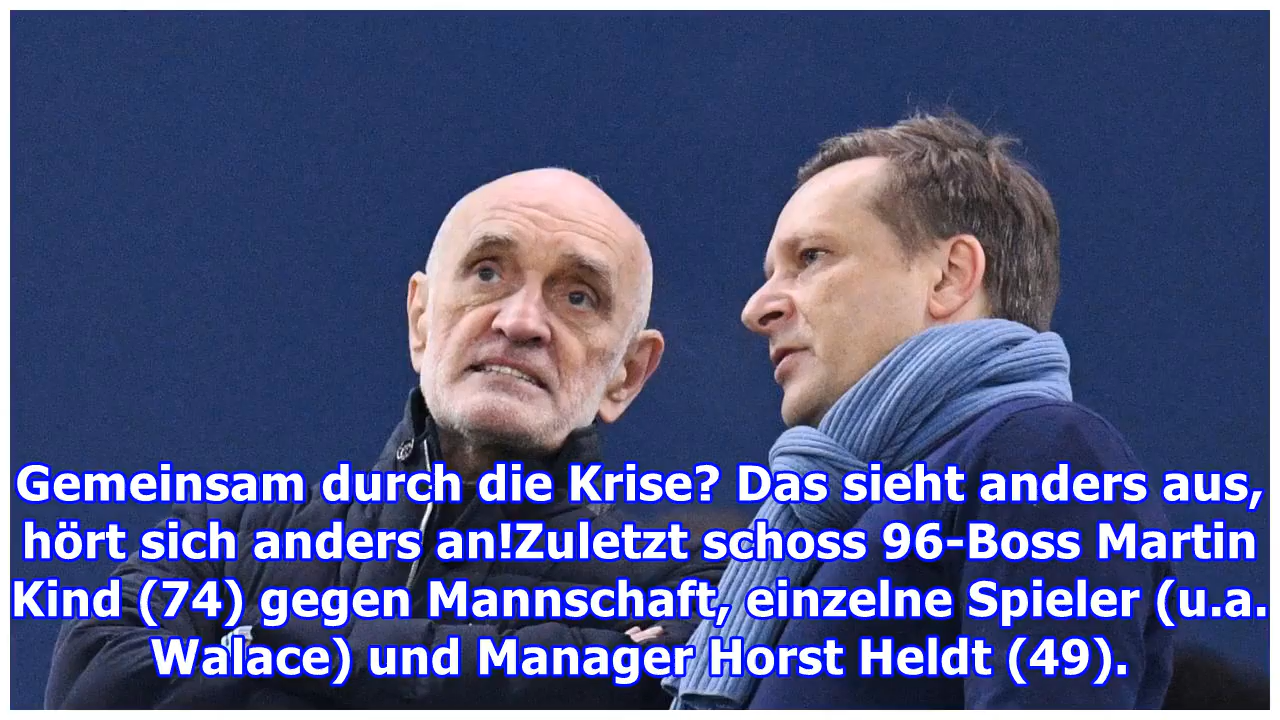 Gemeinsam durch die Krise? Das sieht anders aus,
hört sich anders an!Zuletzt schoss 96-Boss Martin
Kind (74) gegen Mannschaft, einzelne Spieler (u.a.
Walace) und Manager Horst Heldt (49).